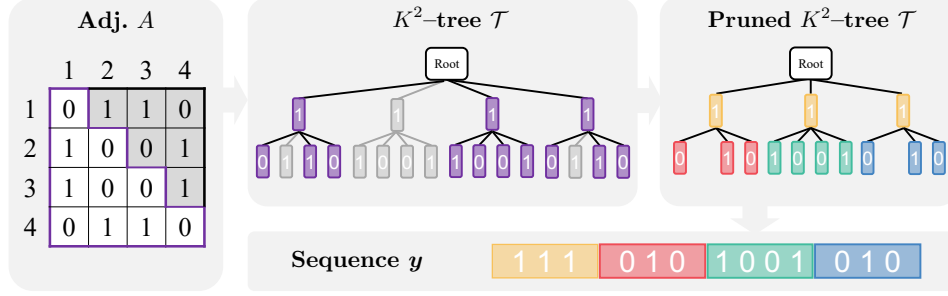 Adj. A
1 2 3 4
1 0 1 1 0
2 1 0 0 1
3 1 0 0 1
4 0 1 1 0
K²–tree 𝒯
Root
1 1 1 1
0 1 1 0 1 0 0 1 1 0 0 1 0 1 1 0
Pruned K²–tree 𝒯
Root
1 1 1
0 1 0 1 0 0 1 0 1 0
Sequence y
1 1 1 0 1 0 1 0 0 1 0 1 0